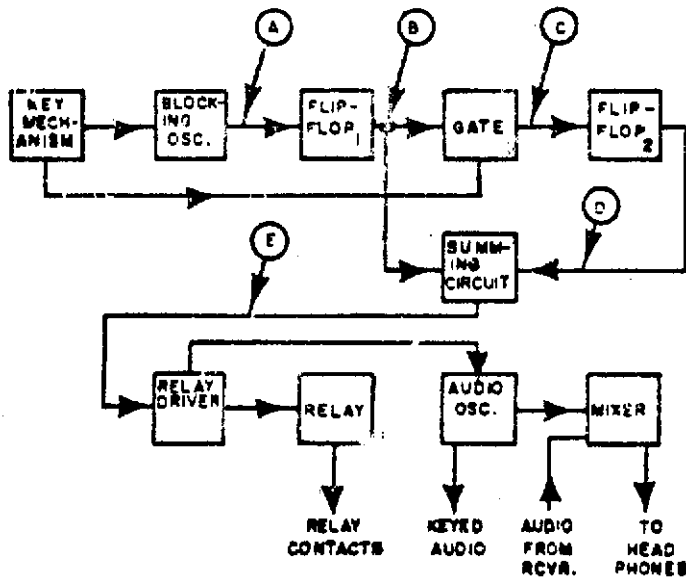 A
B
C
KEY
MECH-
ANISM
BLOCK-
ING
OSC.
FLIP-
FLOP
1
GATE
FLIP-
FLOP
2
D
E
SUMM-
ING
CIRCUIT
RELAY
DRIVER
RELAY
AUDIO
OSC.
MIXER
RELAY
CONTACTS
KEYED
AUDIO
AUDIO
FROM
RCVR.
TO
HEAD
PHONES